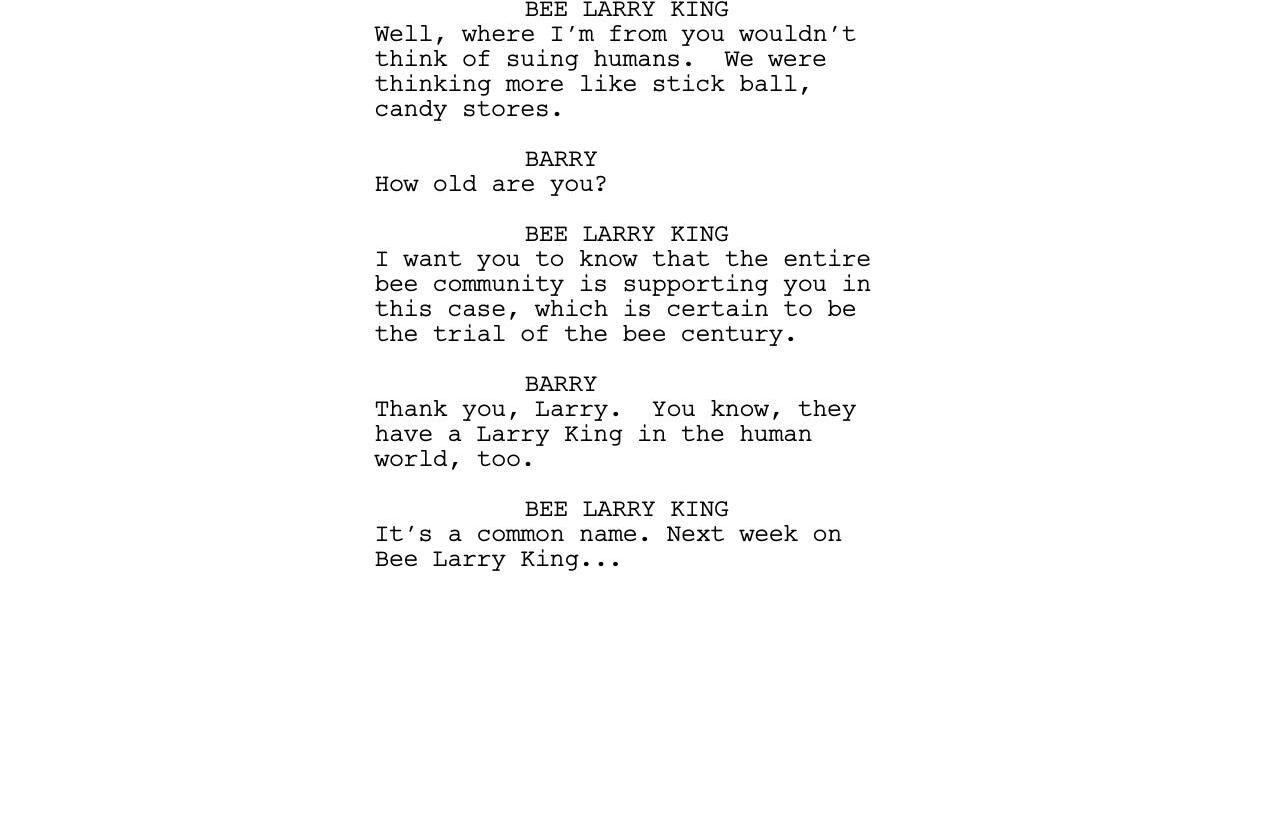 BEE LARRY KING
Well, where I'm from you wouldn't
think of suing humans.  We were
thinking more like stick ball,
candy stores.
BARRY
How old are you?
BEE LARRY KING
I want you to know that the entire
bee community is supporting you in
this case, which is certain to be
the trial of the bee century.
BARRY
Thank you, Larry.  You know, they
have a Larry King in the human
world, too.
BEE LARRY KING
It's a common name. Next week on
Bee Larry King...